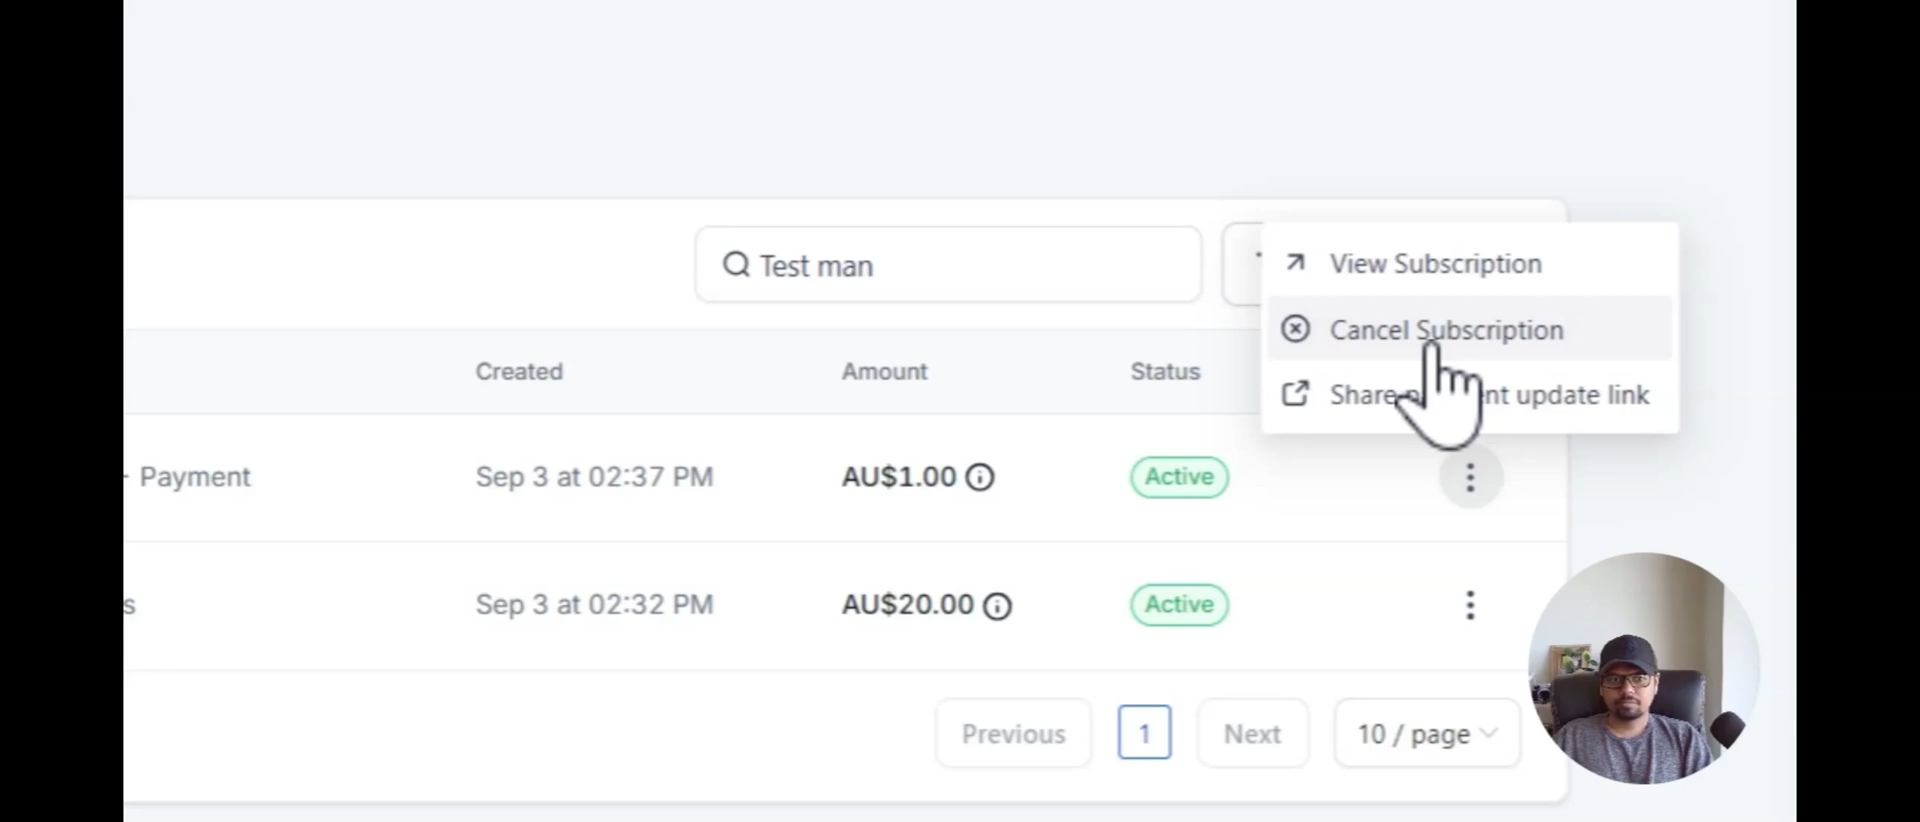 Test man
View Subscription
Cancel Subscription
Share update link
Created Amount Status
- Payment Sep 3 at 02:37 PM AU$1.00 Active
s Sep 3 at 02:32 PM AU$20.00 Active
Previous 1 Next 10 / page